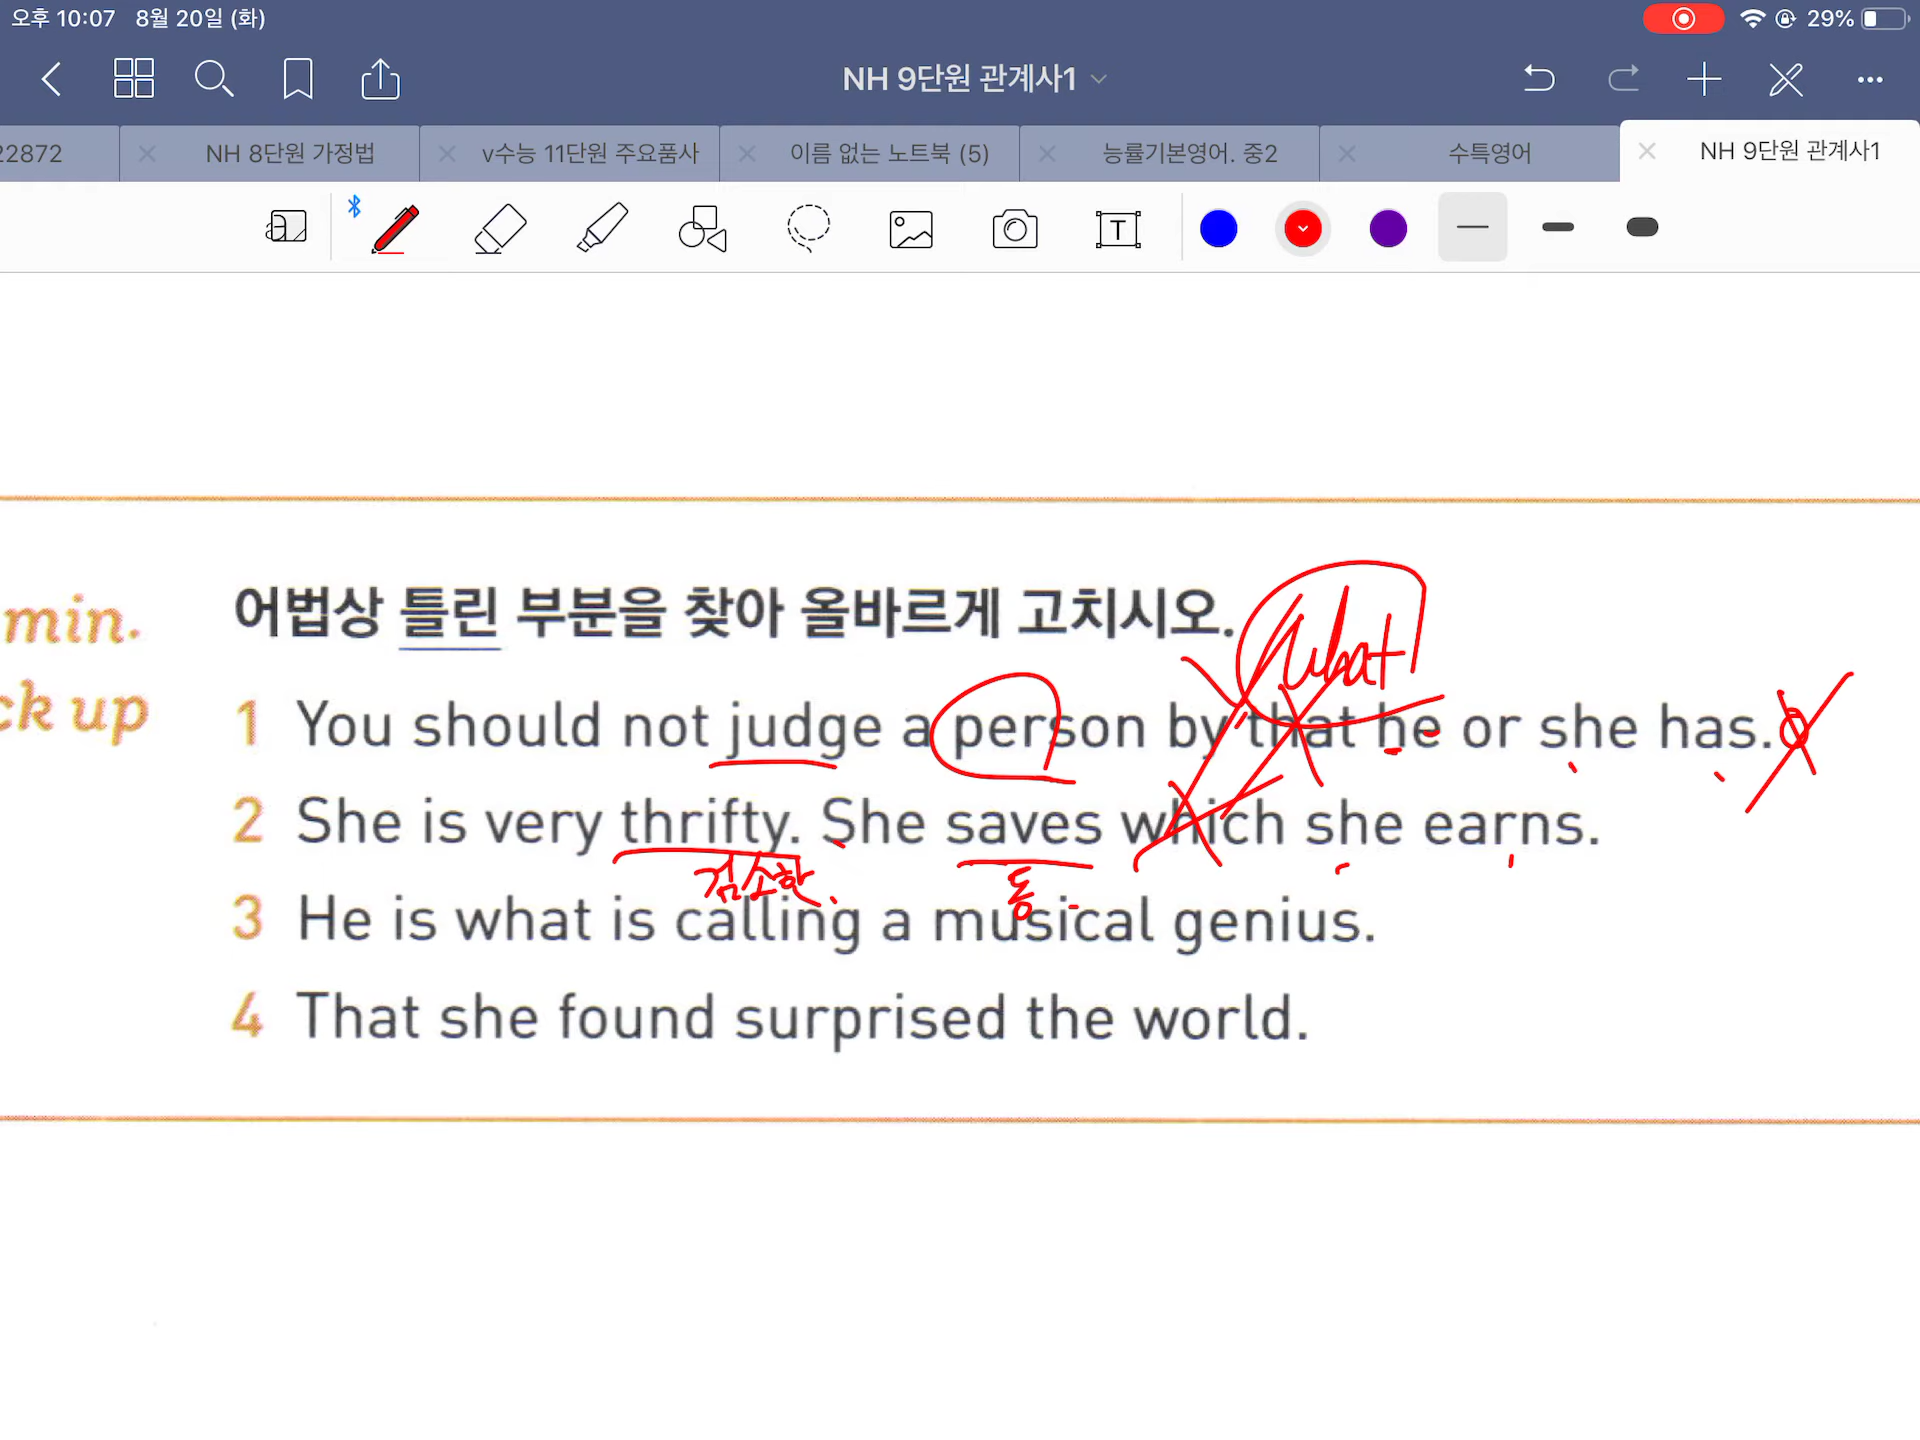 오후 10:07 8월 20일 (화) 29%
NH 9단원 관계사1
22872 NH 8단원 가정법 v수능 11단원 주요품사 이름 없는 노트북 (5) 능률기본영어. 중2 수특영어 NH 9단원 관계사1
T
min.
ck up
어법상 틀린 부분을 찾아 올바르게 고치시오.
what
1 You should not judge a person by that he or she has.
2 She is very thrifty. She saves which she earns.
검소한 동
3 He is what is calling a musical genius.
4 That she found surprised the world.